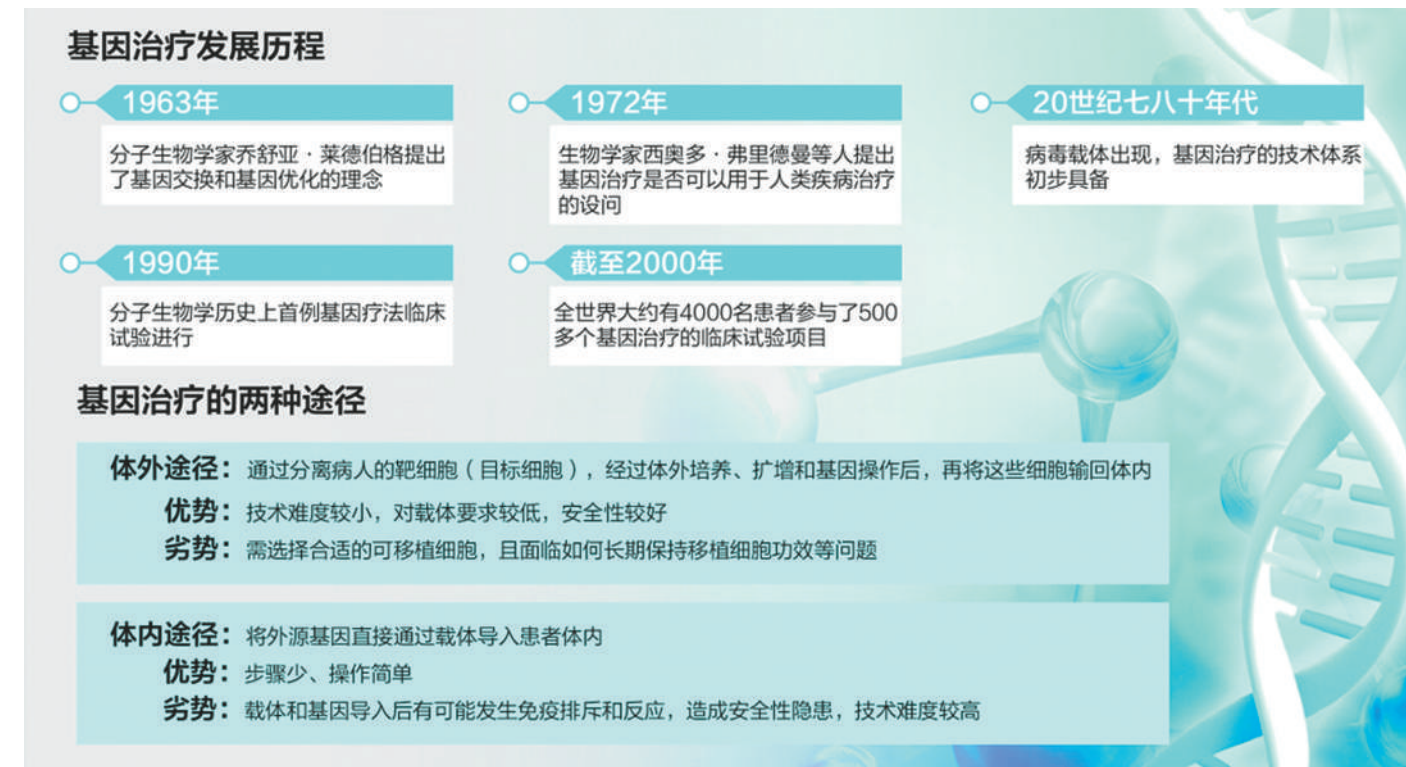 基因治疗发展历程
1963年
分子生物学家乔舒亚·莱德伯格提出
了基因交换和基因优化的理念
1972年
生物学家西奥多·弗里德曼等人提出
基因治疗是否可以用于人类疾病治疗
的设问
20世纪七八十年代
病毒载体出现，基因治疗的技术体系
初步具备
1990年
分子生物学历史上首例基因疗法临床
试验进行
截至2000年
全世界大约有4000名患者参与了500
多个基因治疗的临床试验项目
基因治疗的两种途径
体外途径：通过分离病人的靶细胞（目标细胞），经过体外培养、扩增和基因操作后，再将这些细胞输回体内
优势：技术难度较小，对载体要求较低，安全性较好
劣势：需选择合适的可移植细胞，且面临如何长期保持移植细胞功效等问题
体内途径：将外源基因直接通过载体导入患者体内
优势：步骤少、操作简单
劣势：载体和基因导入后有可能发生免疫排斥和反应，造成安全性隐患，技术难度较高